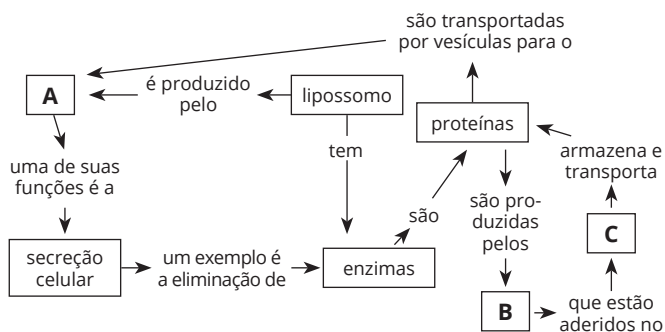 são transportadas
por vesículas para o
A
é produzido
pelo
lipossomo
proteínas
uma de suas
funções é a
tem
armazena e
transporta
são
são pro-
duzidas
pelos
C
secreção
celular
um exemplo é
a eliminação de
enzimas
B
que estão
aderidos no